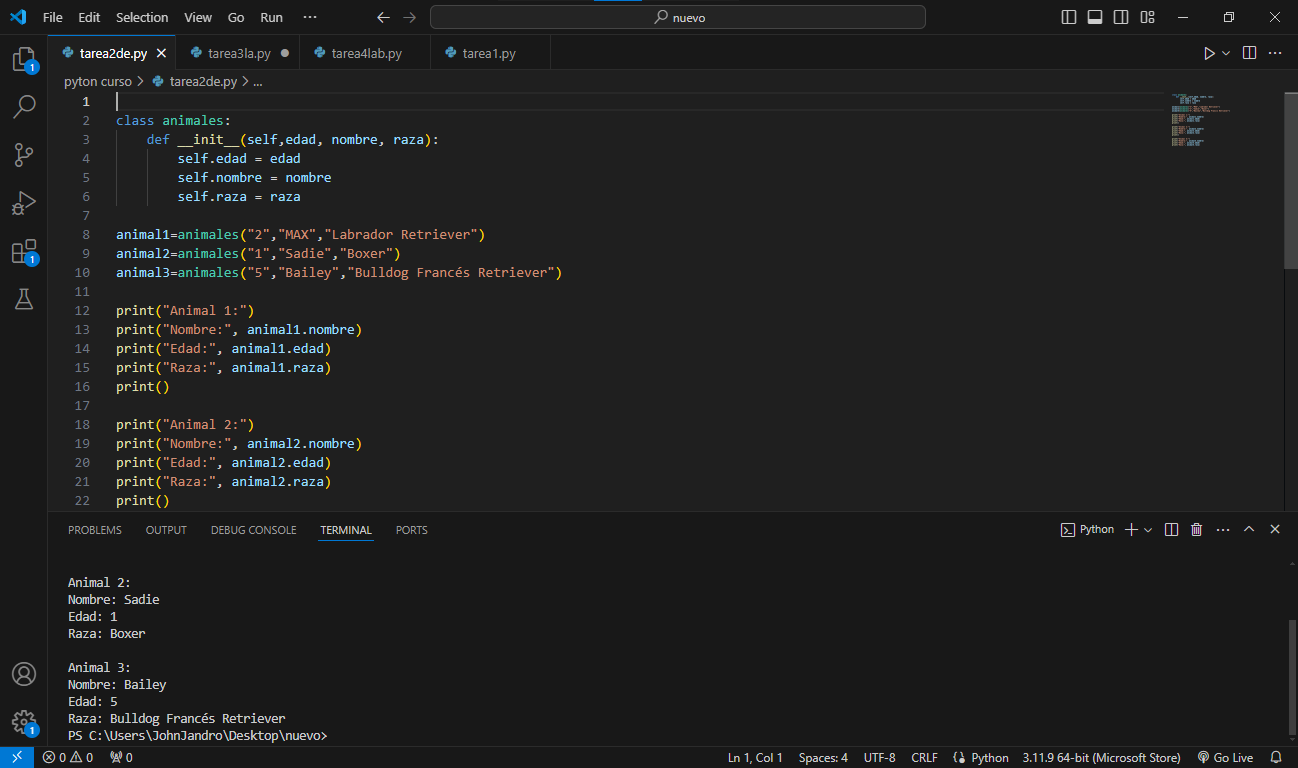 File Edit Selection View Go Run ··· nuevo
tarea2de.py tarea3la.py tarea4lab.py tarea1.py
pyton curso > tarea2de.py > ...
1
2 class animales:
3 def __init__(self,edad, nombre, raza):
4 self.edad = edad
5 self.nombre = nombre
6 self.raza = raza
7
8 animal1=animales("2","MAX","Labrador Retriever")
9 animal2=animales("1","Sadie","Boxer")
10 animal3=animales("5","Bailey","Bulldog Francés Retriever")
11
12 print("Animal 1:")
13 print("Nombre:", animal1.nombre)
14 print("Edad:", animal1.edad)
15 print("Raza:", animal1.raza)
16 print()
17
18 print("Animal 2:")
19 print("Nombre:", animal2.nombre)
20 print("Edad:", animal2.edad)
21 print("Raza:", animal2.raza)
22 print()
1
1
1
PROBLEMS OUTPUT DEBUG CONSOLE TERMINAL PORTS Python
Animal 2:
Nombre: Sadie
Edad: 1
Raza: Boxer
Animal 3:
Nombre: Bailey
Edad: 5
Raza: Bulldog Francés Retriever
PS C:\Users\JohnJandro\Desktop\nuevo>
0 0 0 Ln 1, Col 1 Spaces: 4 UTF-8 CRLF Python 3.11.9 64-bit (Microsoft Store) Go Live